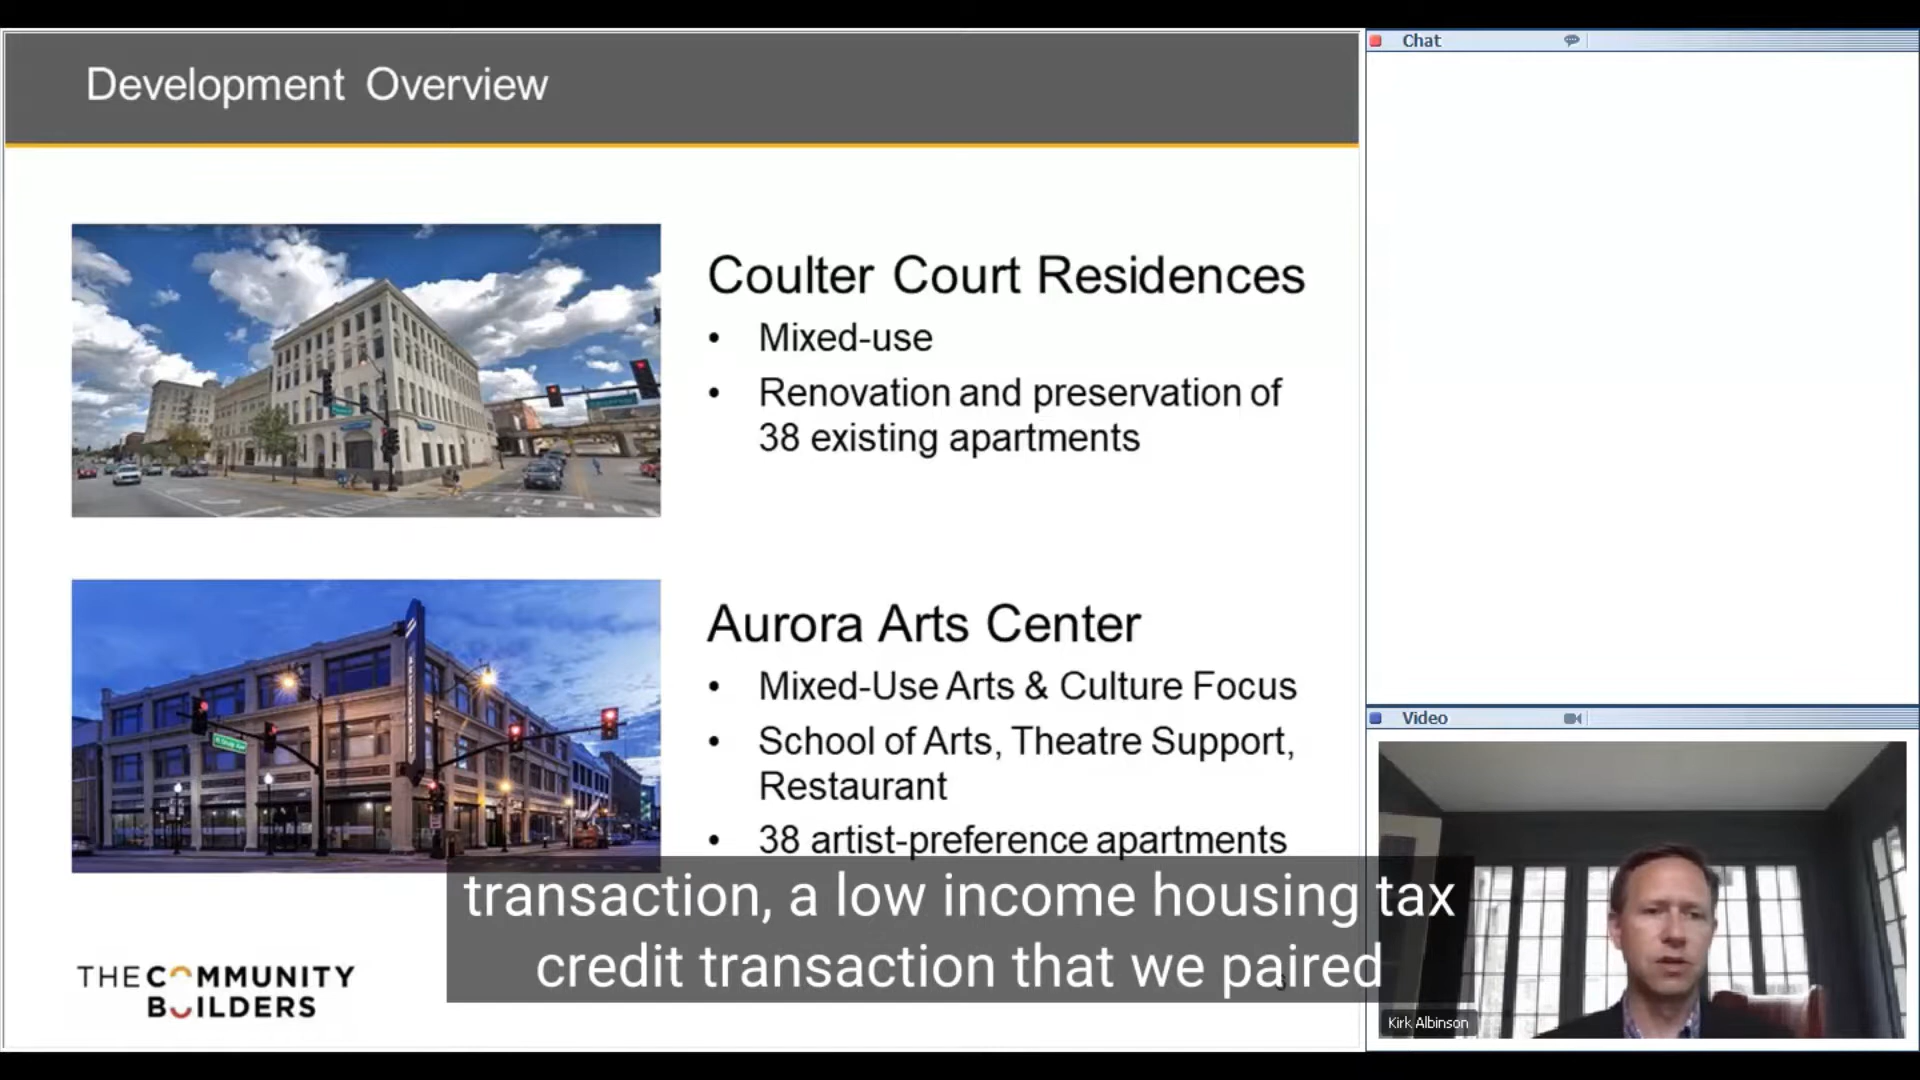 Development Overview
Coulter Court Residences
• Mixed-use
• Renovation and preservation of
38 existing apartments
Aurora Arts Center
• Mixed-Use Arts & Culture Focus
• School of Arts, Theatre Support,
Restaurant
• 38 artist-preference apartments
transaction, a low income housing tax
credit transaction that we paired
THE COMMUNITY
BUILDERS
Chat
Video
Kirk Albinson